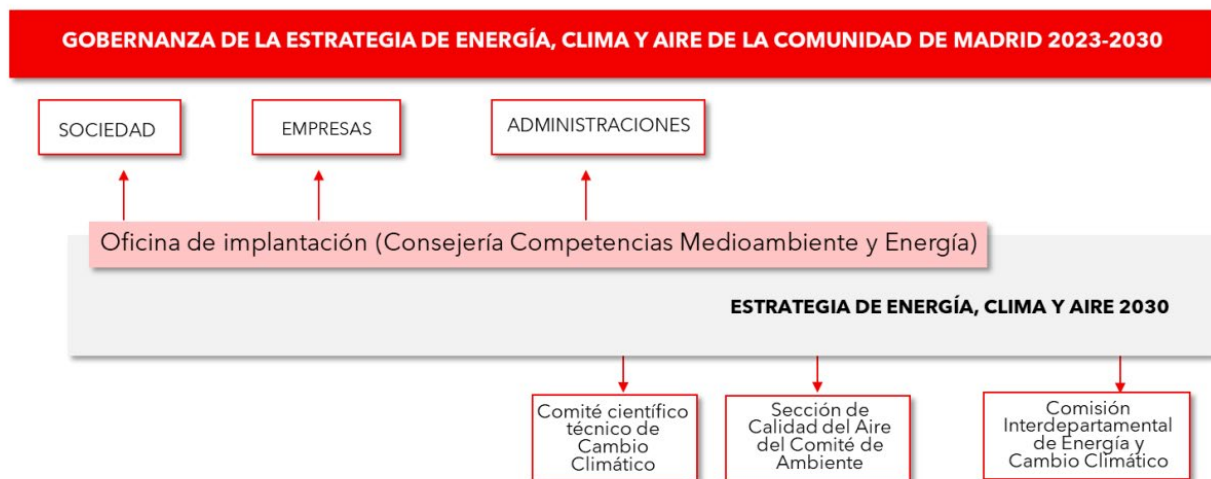 GOBERNANZA DE LA ESTRATEGIA DE ENERGÍA, CLIMA Y AIRE DE LA COMUNIDAD DE MADRID 2023-2030
SOCIEDAD
EMPRESAS
ADMINISTRACIONES
Oficina de implantación (Consejería Competencias Medioambiente y Energía)
ESTRATEGIA DE ENERGÍA, CLIMA Y AIRE 2030
Comité científico
técnico de
Cambio
Climático
Sección de
Calidad del Aire
del Comité de
Ambiente
Comisión
Interdepartamental
de Energía y
Cambio Climático